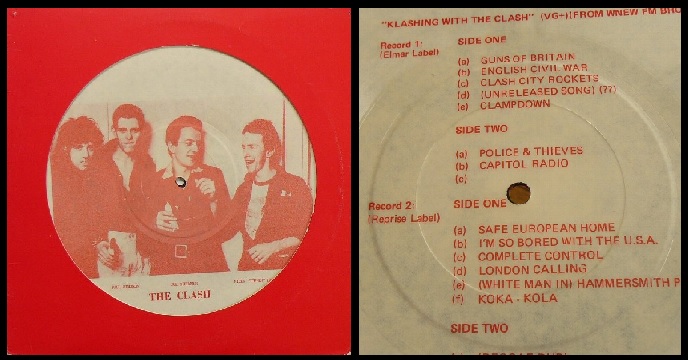 THE CLASH
"KLASHING WITH THE CLASH" (VG+)(FROM WNEW FM BRO
Record 1:
(Elmar Label)
SIDE ONE
(a) GUNS OF BRITAIN
(b) ENGLISH CIVIL WAR
(c) CLASH CITY ROCKETS
(d) (UNRELEASED SONG) (??)
(e) CLAMPDOWN
SIDE TWO
(a) POLICE & THIEVES
(b) CAPITOL RADIO
(c)
Record 2:
(Reprise Label)
SIDE ONE
(a) SAFE EUROPEAN HOME
(b) I'M SO BORED WITH THE U.S.A.
(c) COMPLETE CONTROL
(d) LONDON CALLING
(e) (WHITE MAN IN) HAMMERSMITH P
(f) KOKA - KOLA
SIDE TWO